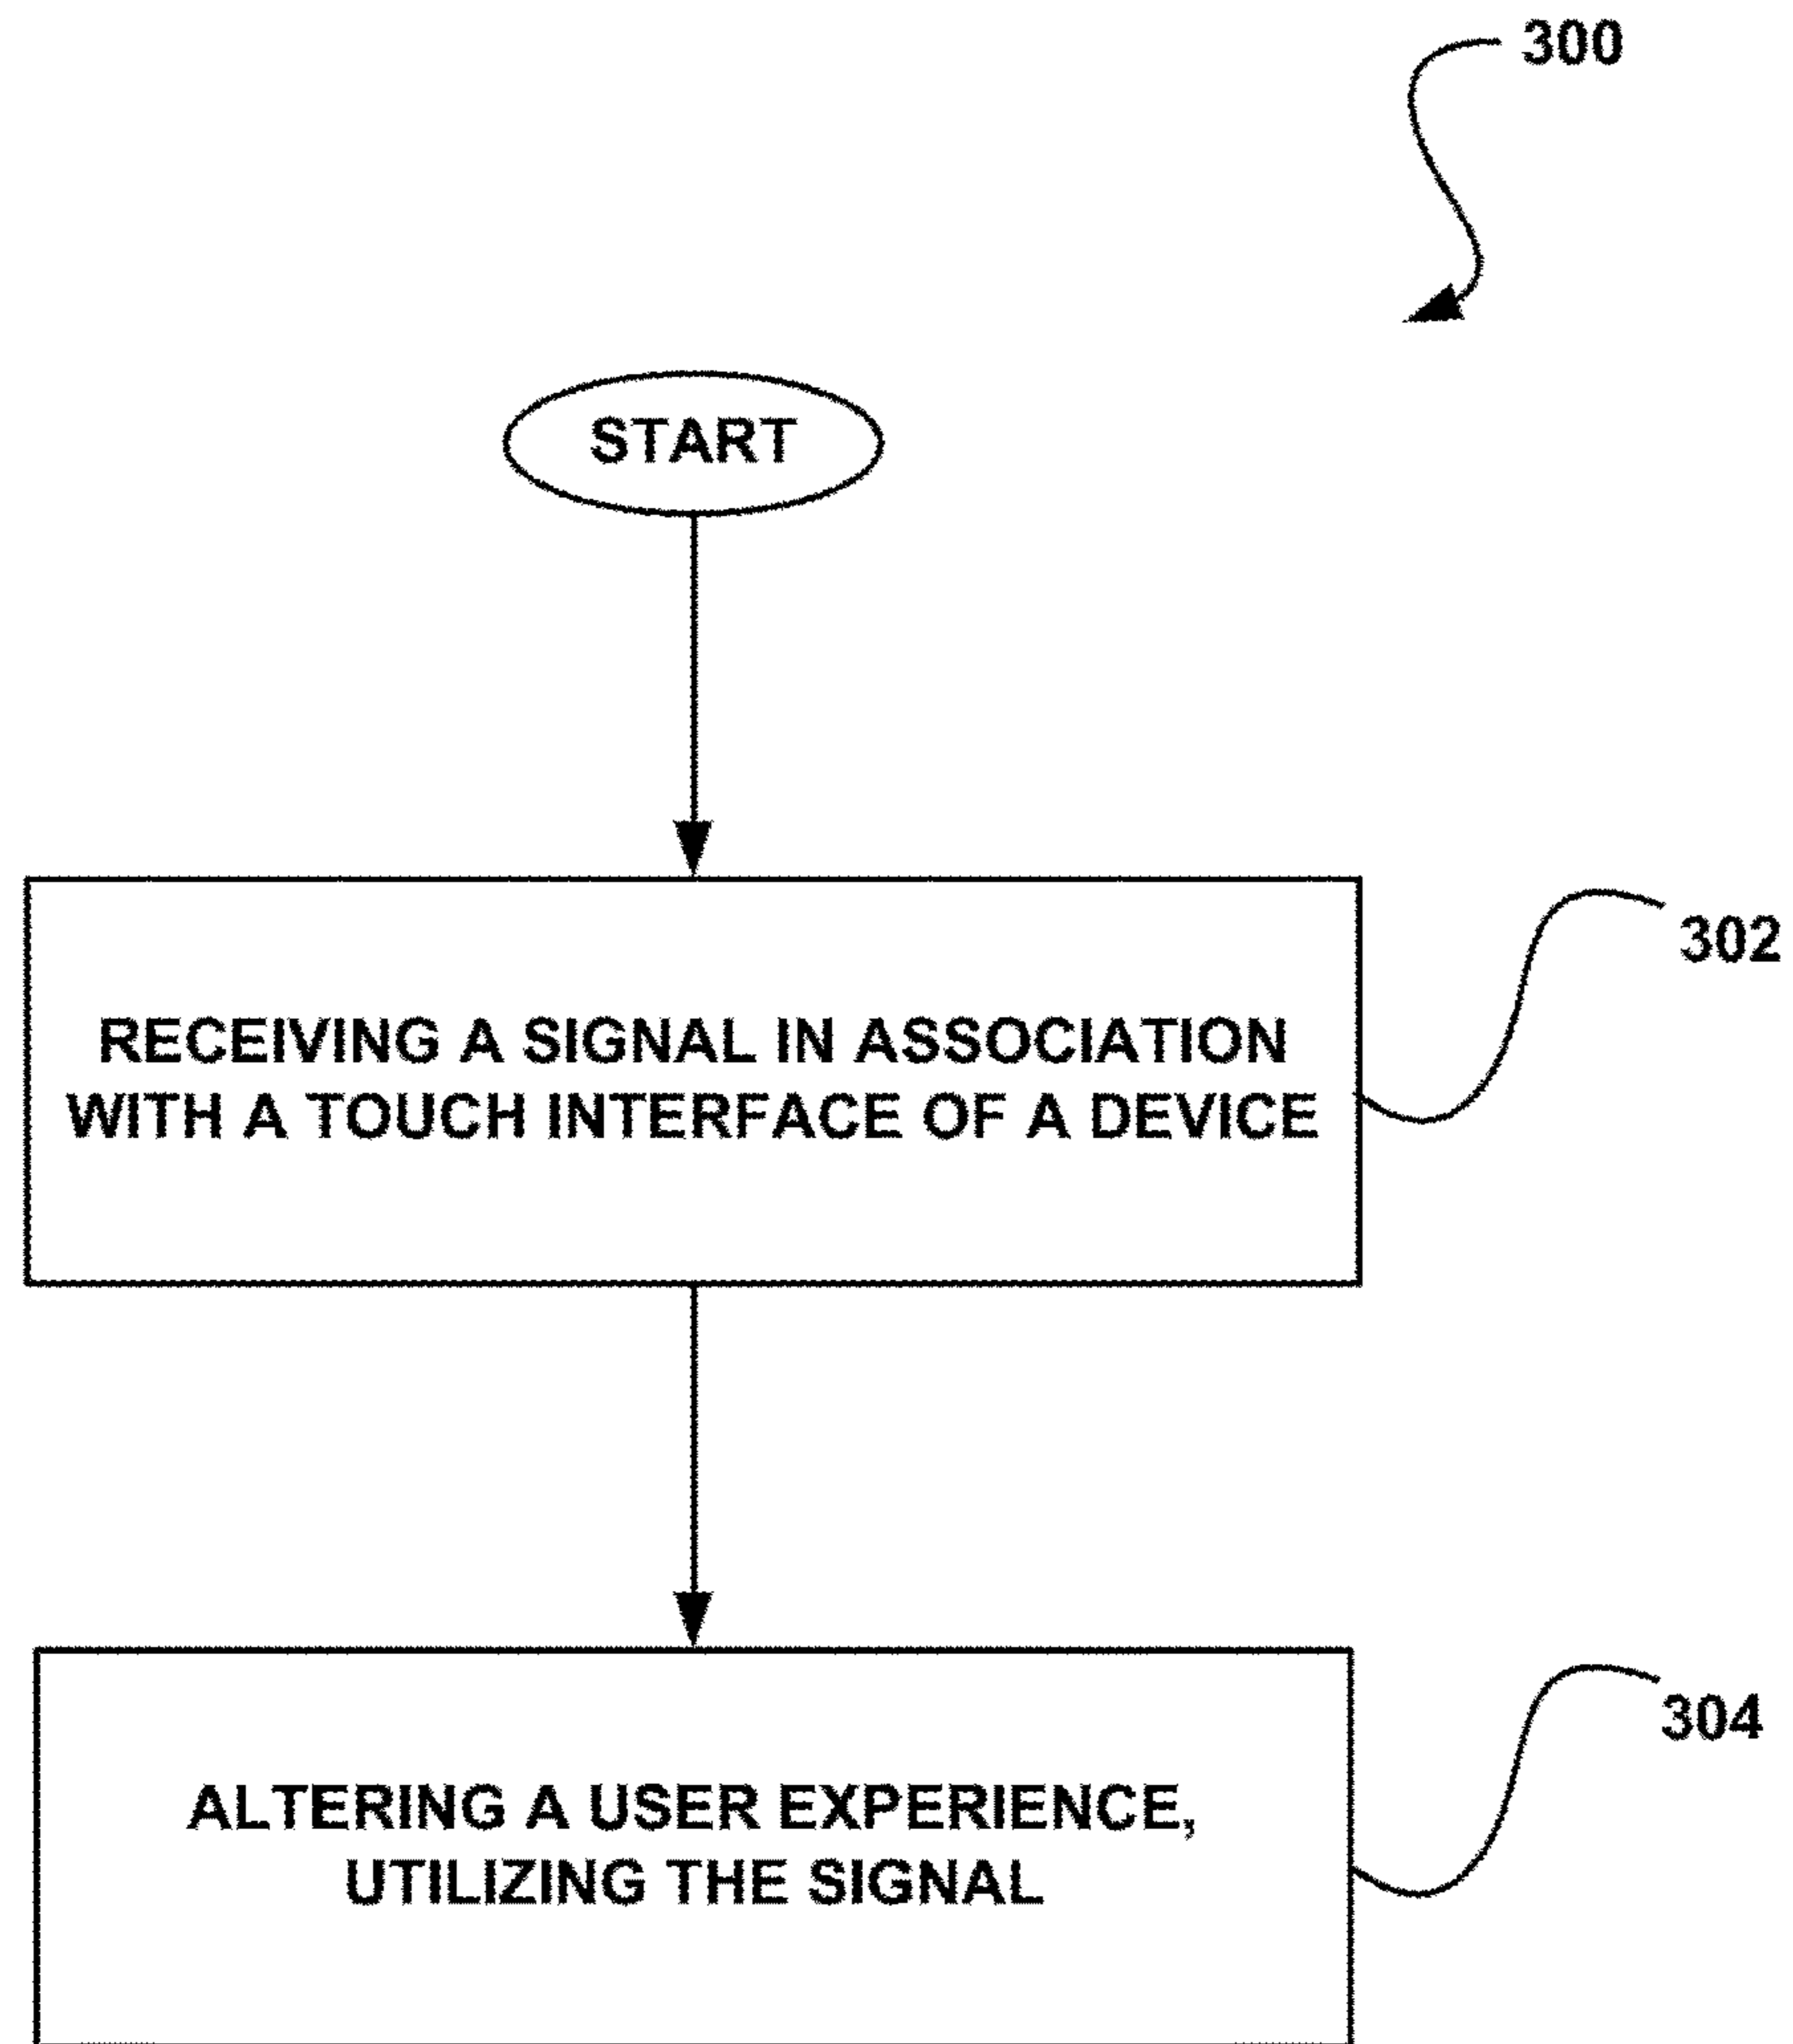 300
START
302
RECEIVING A SIGNAL IN ASSOCIATION
WITH A TOUCH INTERFACE OF A DEVICE
304
ALTERING A USER EXPERIENCE,
UTILIZING THE SIGNAL